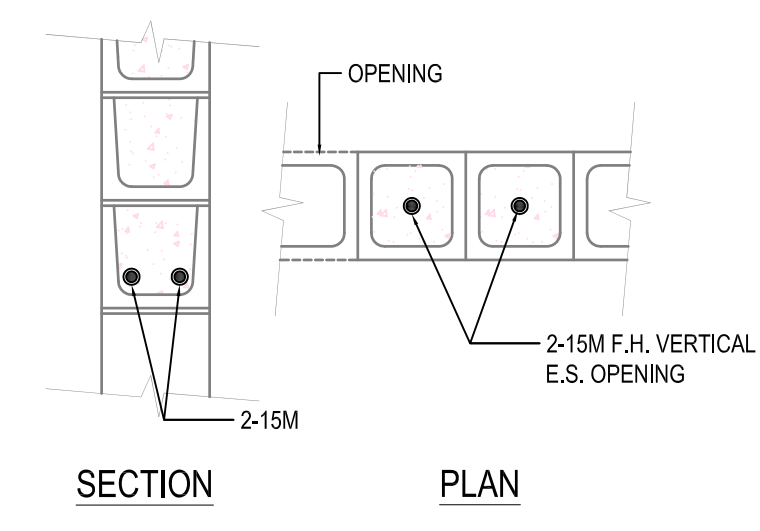 OPENING
2-15M F.H. VERTICAL
E.S. OPENING
2-15M
SECTION
PLAN